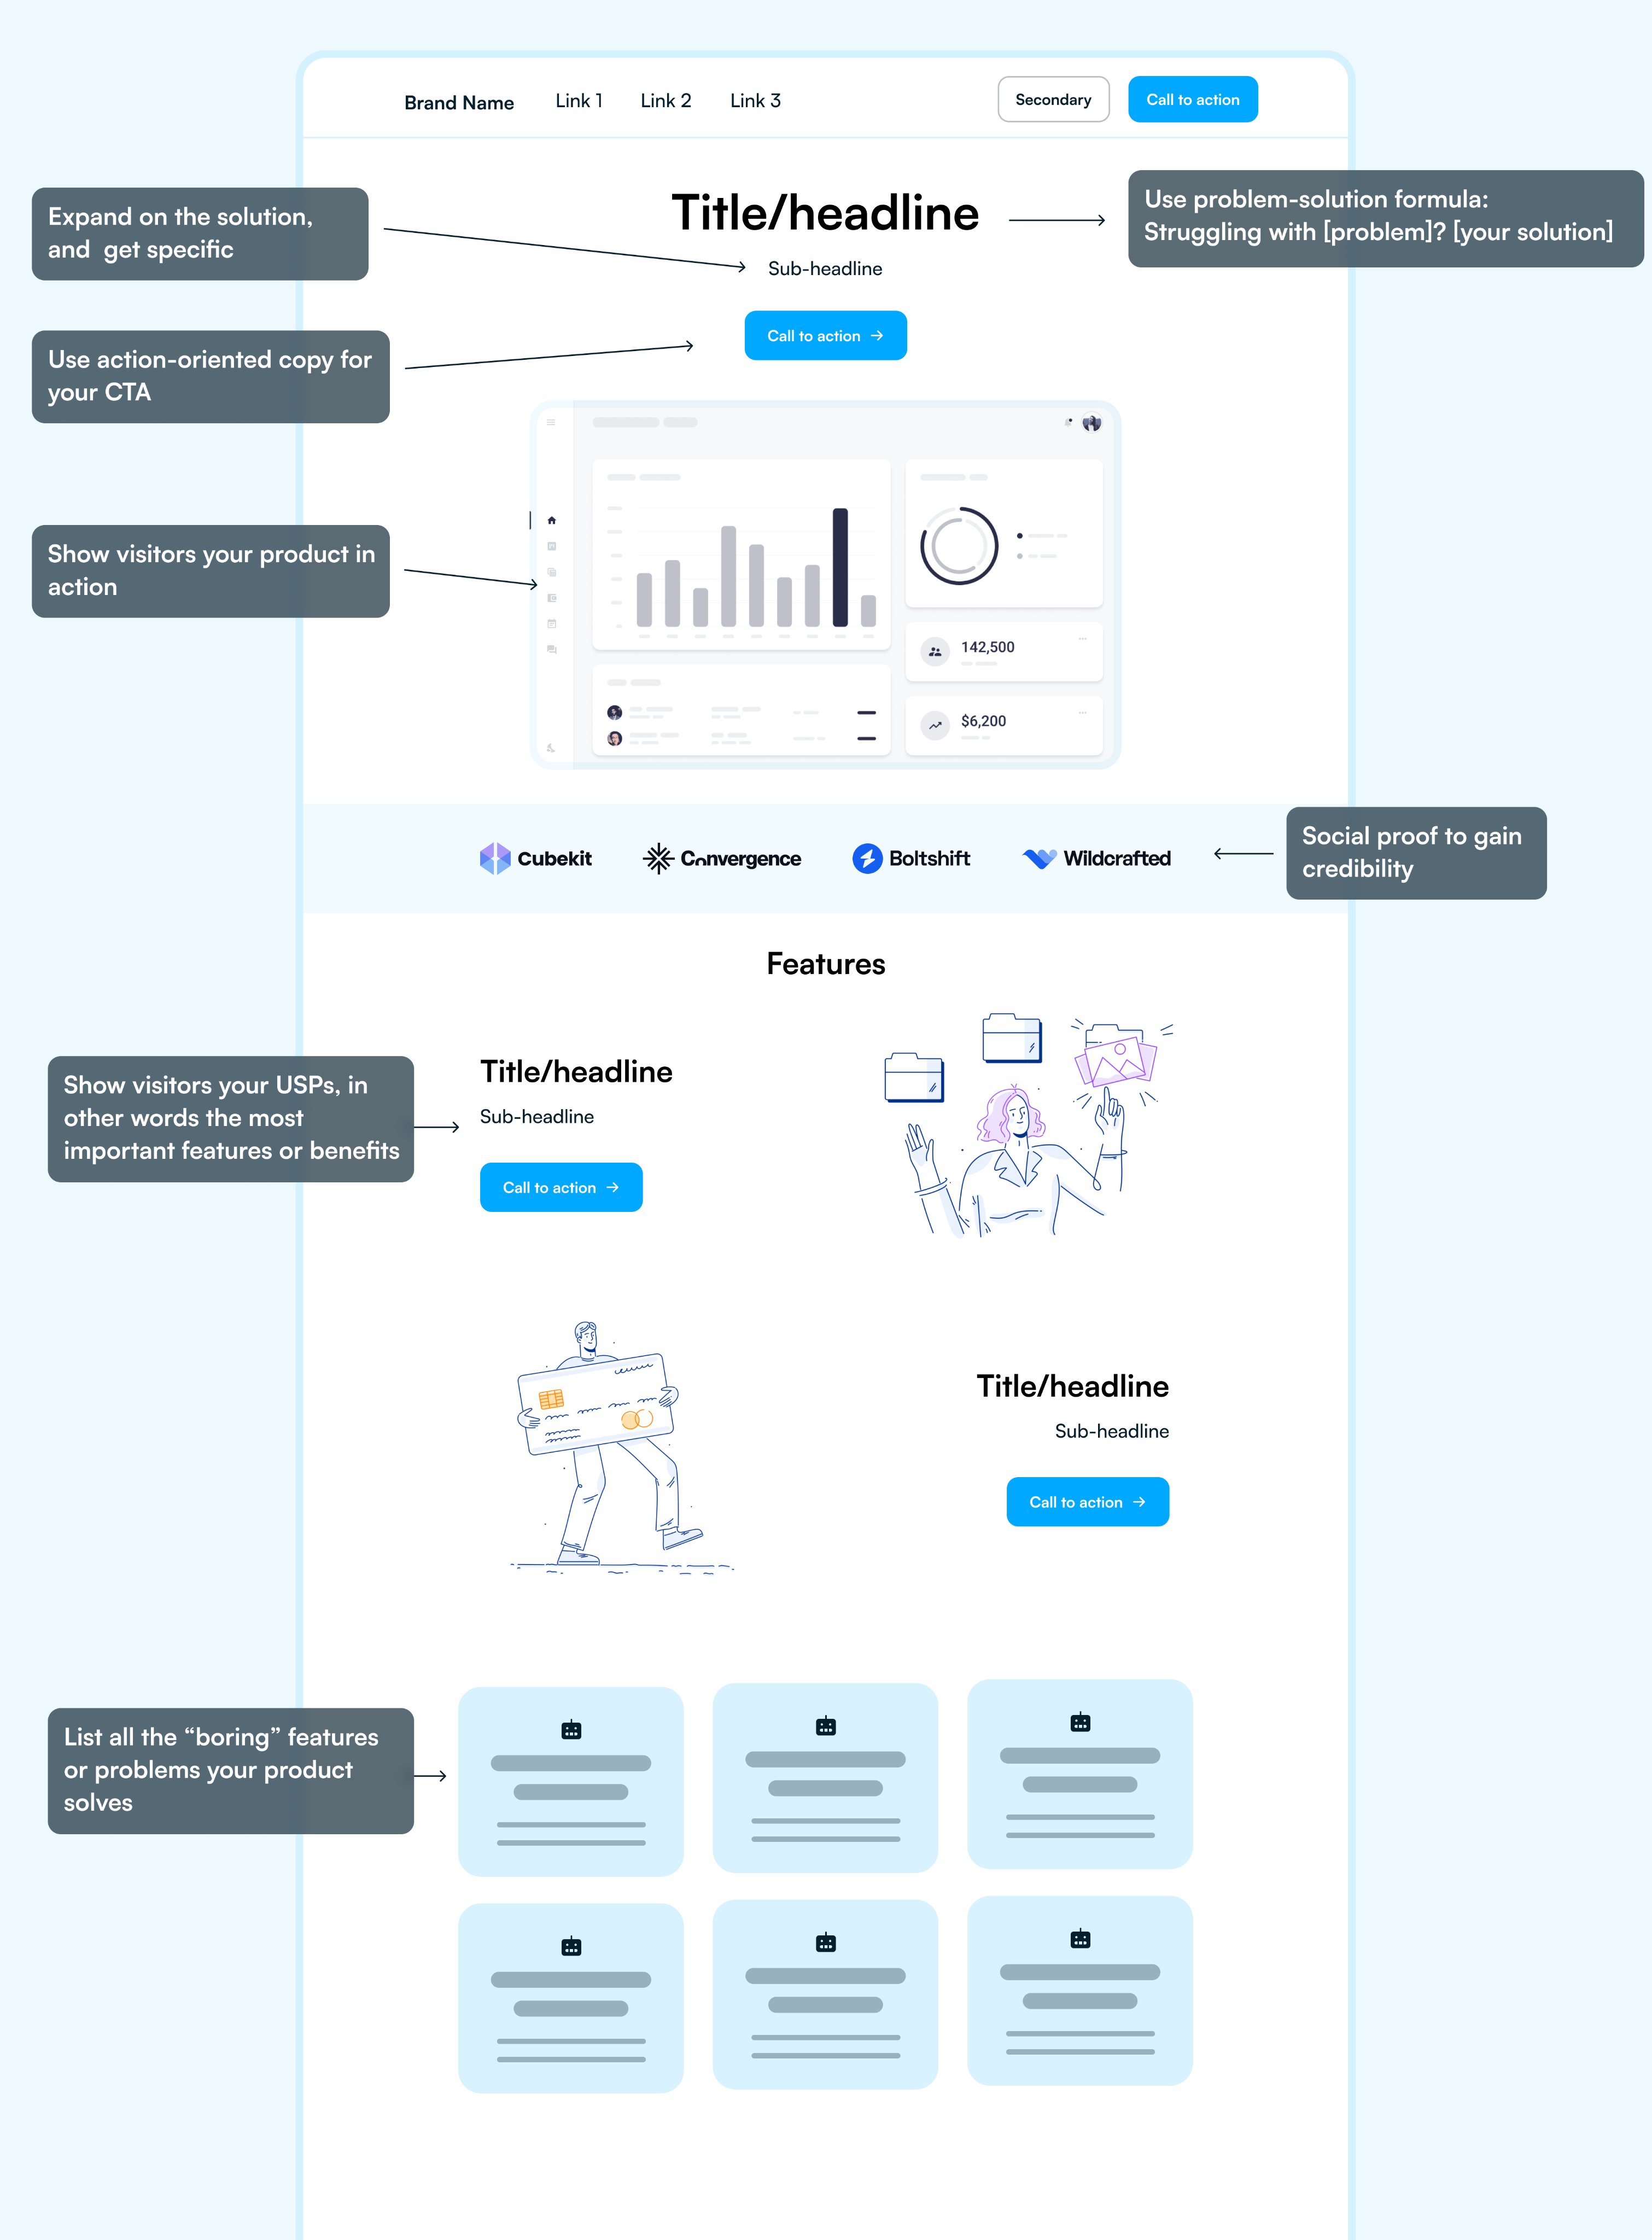 Brand Name
Link 1
Link 2
Link 3
Secondary
Call to action
Expand on the solution,
and  get specific
Title/headline
Use problem-solution formula:
Struggling with [problem]? [your solution]
Sub-headline
Use action-oriented copy for
your CTA
Call to action
Show visitors your product in
action
142,500
$6,200
Cubekit
Convergence
Boltshift
Wildcrafted
Social proof to gain
credibility
Features
Show visitors your USPs, in
other words the most
important features or benefits
Title/headline
Sub-headline
Call to action
Title/headline
Sub-headline
Call to action
List all the “boring” features
or problems your product
solves